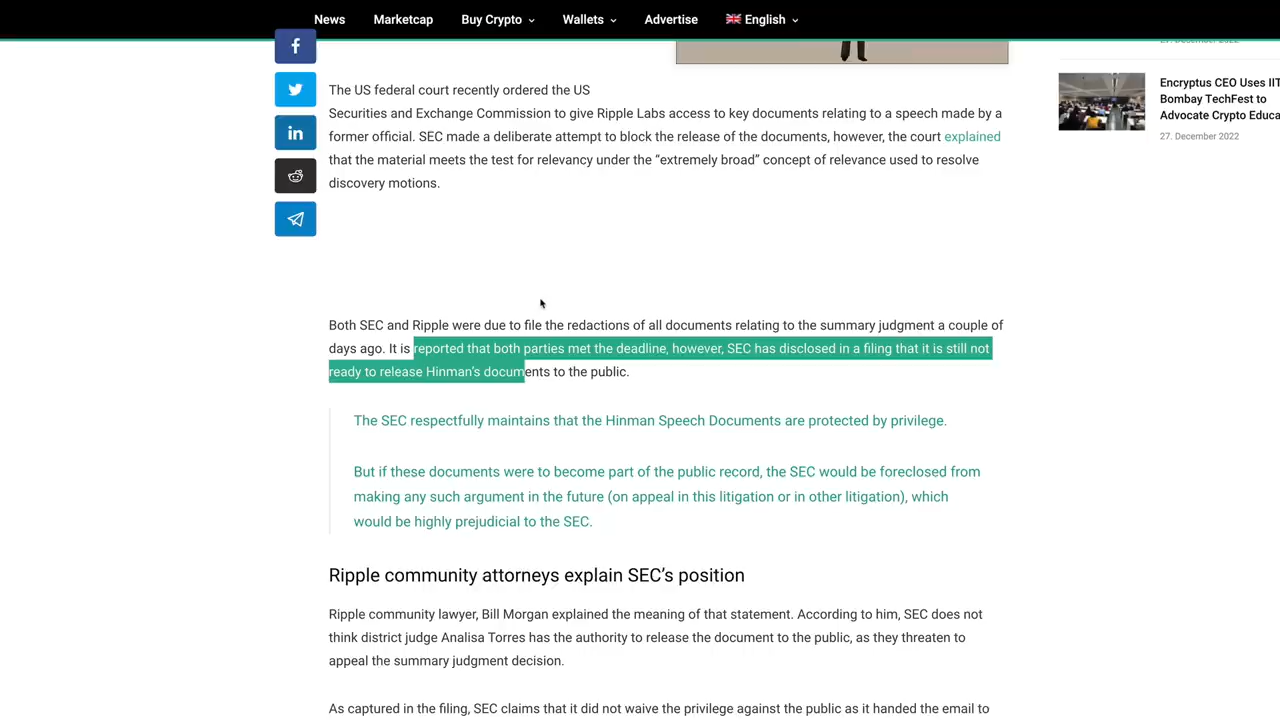 News Marketcap Buy Crypto Wallets Advertise English
The US federal court recently ordered the US
Securities and Exchange Commission to give Ripple Labs access to key documents relating to a speech made by a
former official. SEC made a deliberate attempt to block the release of the documents, however, the court explained
that the material meets the test for relevancy under the “extremely broad” concept of relevance used to resolve
discovery motions.
Both SEC and Ripple were due to file the redactions of all documents relating to the summary judgment a couple of
days ago. It is reported that both parties met the deadline, however, SEC has disclosed in a filing that it is still not
ready to release Hinman’s documents to the public.
The SEC respectfully maintains that the Hinman Speech Documents are protected by privilege.
But if these documents were to become part of the public record, the SEC would be foreclosed from
making any such argument in the future (on appeal in this litigation or in other litigation), which
would be highly prejudicial to the SEC.
Ripple community attorneys explain SEC’s position
Ripple community lawyer, Bill Morgan explained the meaning of that statement. According to him, SEC does not
think district judge Analisa Torres has the authority to release the document to the public, as they threaten to
appeal the summary judgment decision.
As captured in the filing, SEC claims that it did not waive the privilege against the public as it handed the email to
27. December 2022
Encryptus CEO Uses IIT
Bombay TechFest to
Advocate Crypto Educa
27. December 2022